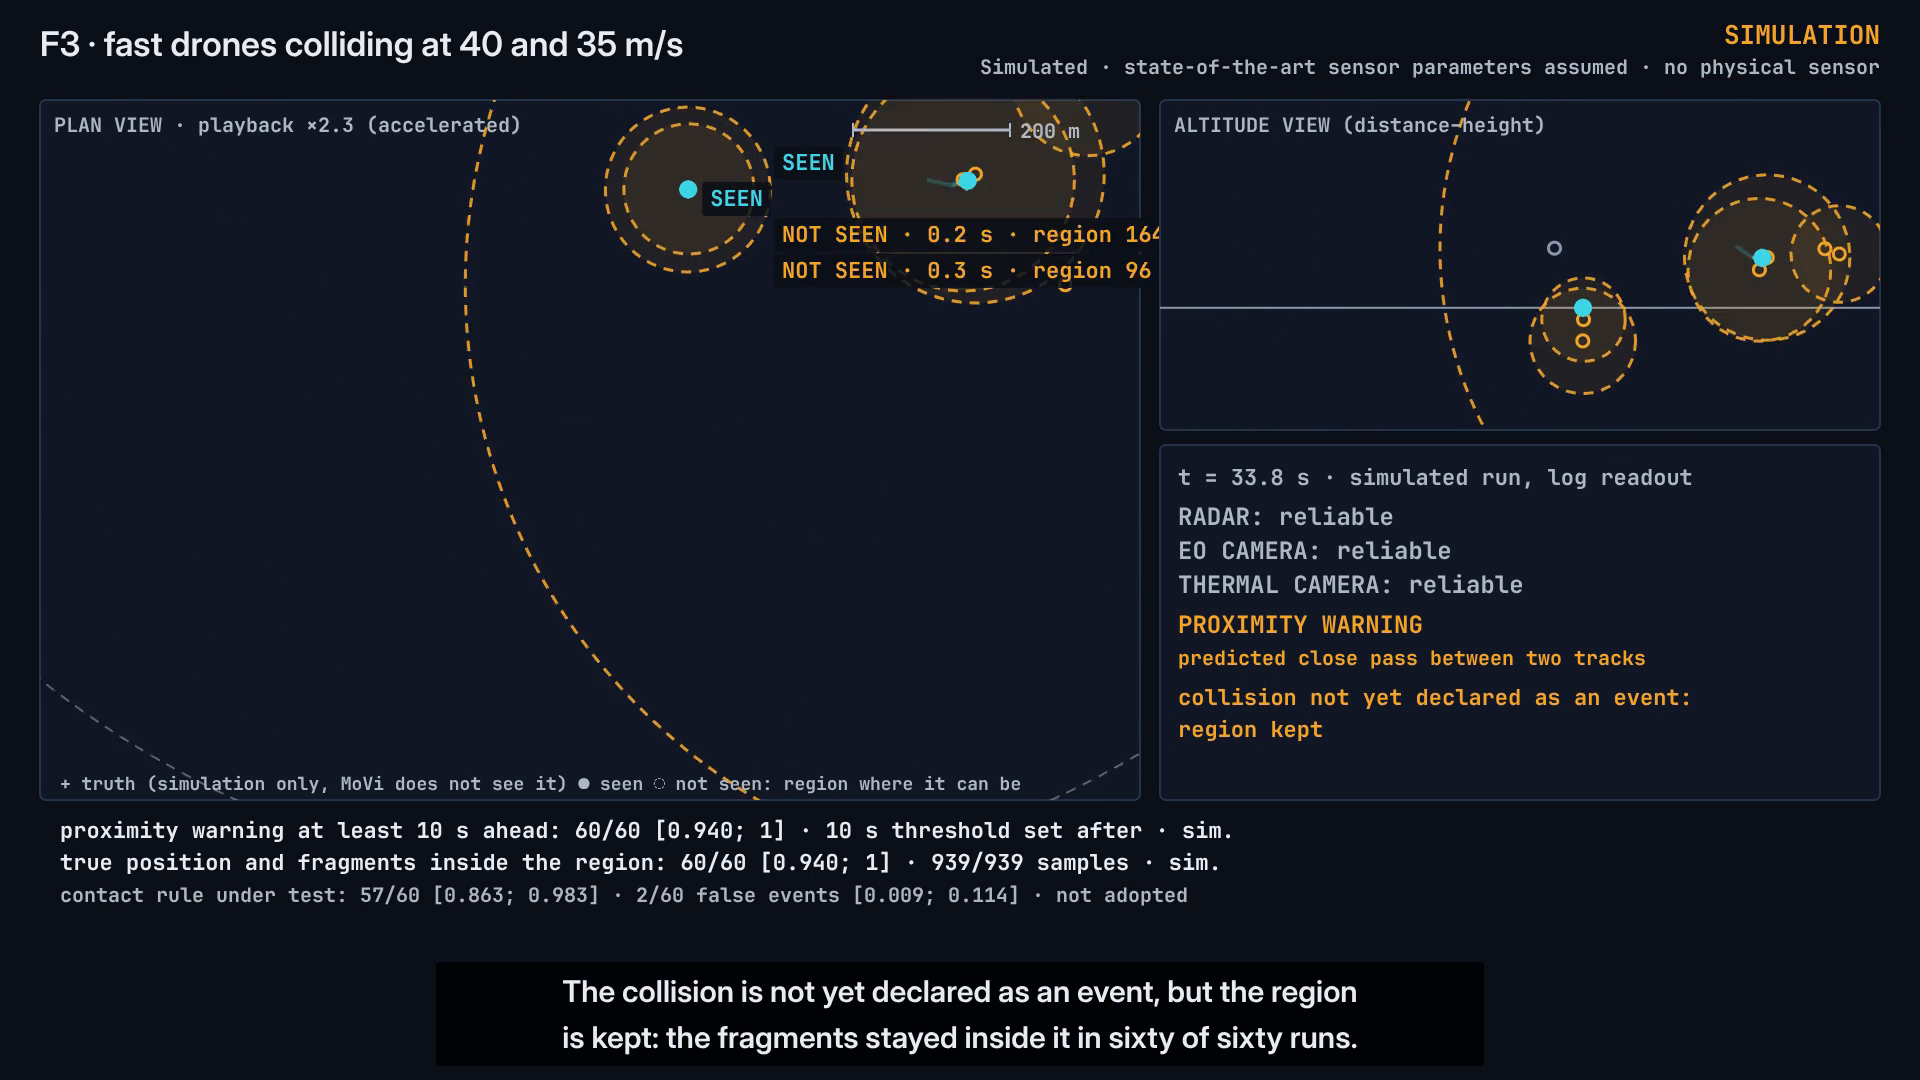 F3 · fast drones colliding at 40 and 35 m/s
SIMULATION
Simulated · state-of-the-art sensor parameters assumed · no physical sensor
PLAN VIEW · playback ×2.3 (accelerated)
200 m
SEEN
SEEN
NOT SEEN · 0.2 s · region 164
NOT SEEN · 0.3 s · region 96
+ truth (simulation only, MoVi does not see it) ● seen ◌ not seen: region where it can be
ALTITUDE VIEW (distance-height)
t = 33.8 s · simulated run, log readout
RADAR: reliable
EO CAMERA: reliable
THERMAL CAMERA: reliable
PROXIMITY WARNING
predicted close pass between two tracks
collision not yet declared as an event:
region kept
proximity warning at least 10 s ahead: 60/60 [0.940; 1] · 10 s threshold set after · sim.
true position and fragments inside the region: 60/60 [0.940; 1] · 939/939 samples · sim.
contact rule under test: 57/60 [0.863; 0.983] · 2/60 false events [0.009; 0.114] · not adopted
The collision is not yet declared as an event, but the region
is kept: the fragments stayed inside it in sixty of sixty runs.